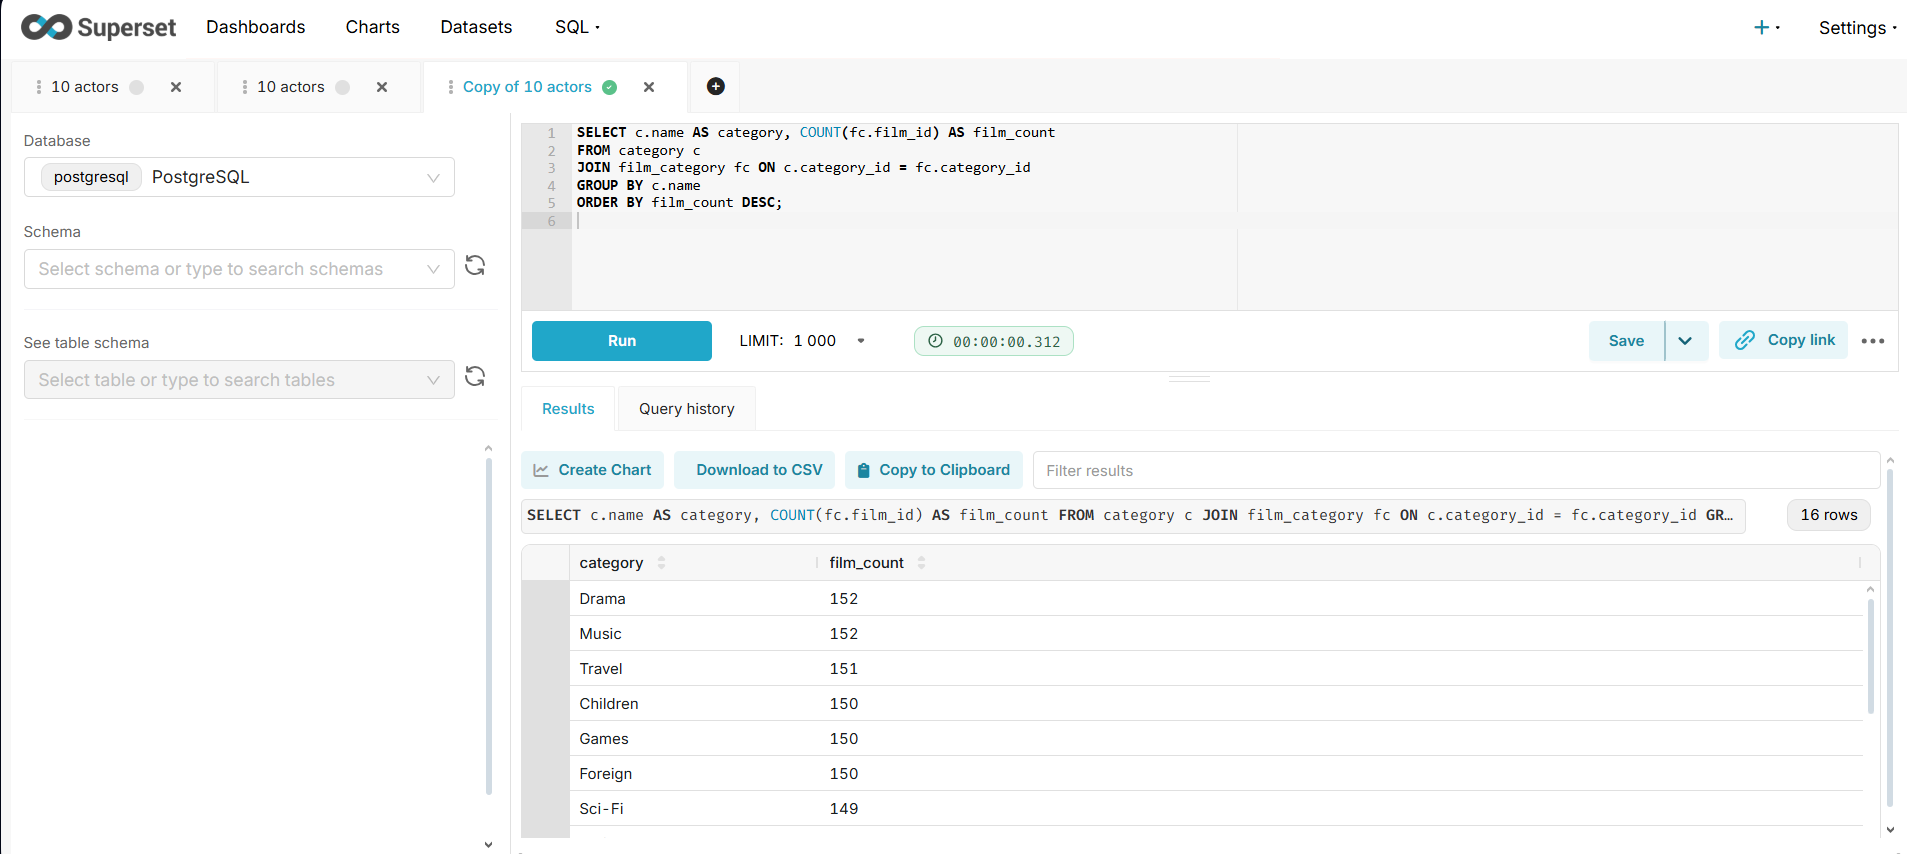 Superset Dashboards Charts Datasets SQL Settings
10 actors 10 actors Copy of 10 actors
Database
postgresql PostgreSQL
Schema
Select schema or type to search schemas
See table schema
Select table or type to search tables
1 SELECT c.name AS category, COUNT(fc.film_id) AS film_count
2 FROM category c
3 JOIN film_category fc ON c.category_id = fc.category_id
4 GROUP BY c.name
5 ORDER BY film_count DESC;
6
Run LIMIT: 1 000 00:00:00.312 Save Copy link
Results Query history
Create Chart Download to CSV Copy to Clipboard Filter results
SELECT c.name AS category, COUNT(fc.film_id) AS film_count FROM category c JOIN film_category fc ON c.category_id = fc.category_id GR… 16 rows
category film_count
Drama 152
Music 152
Travel 151
Children 150
Games 150
Foreign 150
Sci-Fi 149